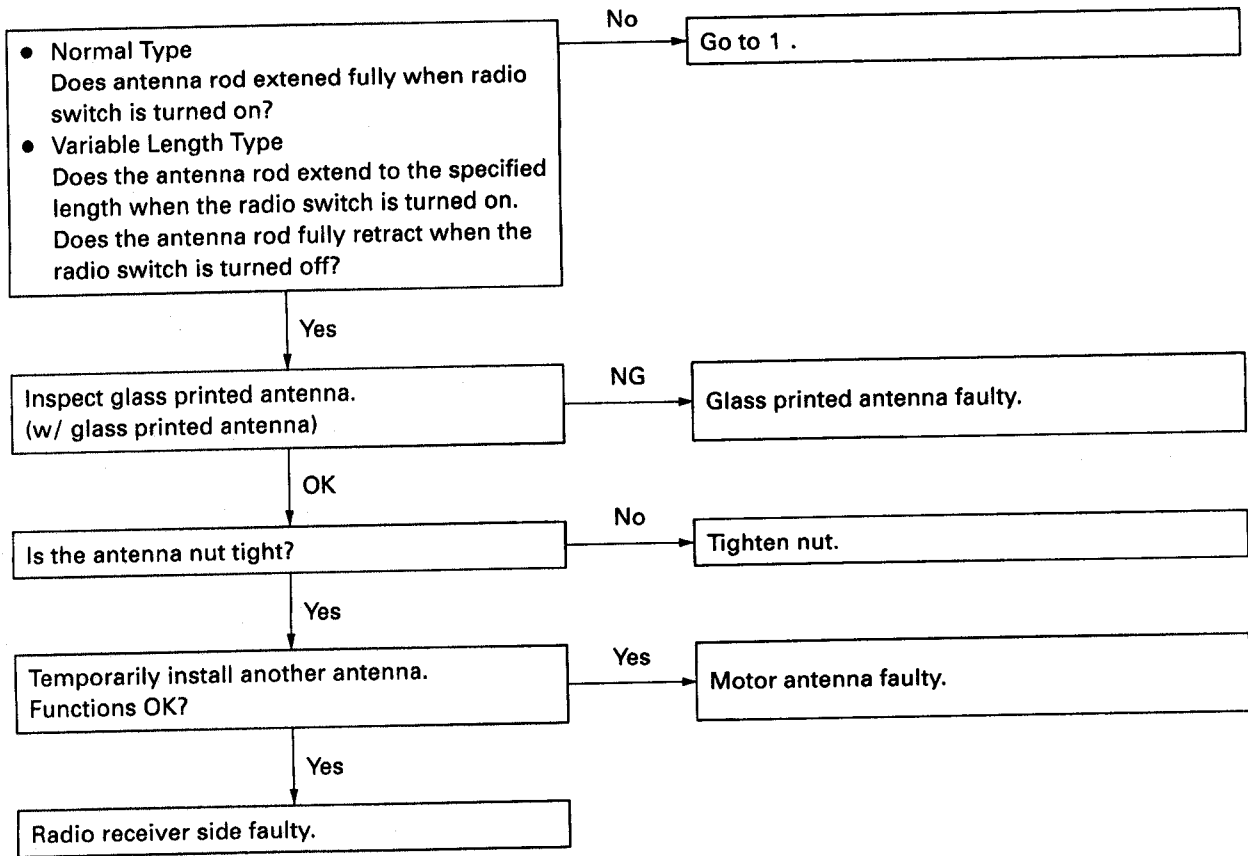 ● Normal Type
Does antenna rod extened fully when radio
switch is turned on?
● Variable Length Type
Does the antenna rod extend to the specified
length when the radio switch is turned on.
Does the antenna rod fully retract when the
radio switch is turned off?
No
Go to 1 .
Yes
Inspect glass printed antenna.
(w/ glass printed antenna)
NG
Glass printed antenna faulty.
OK
Is the antenna nut tight?
No
Tighten nut.
Yes
Temporarily install another antenna.
Functions OK?
Yes
Motor antenna faulty.
Yes
Radio receiver side faulty.